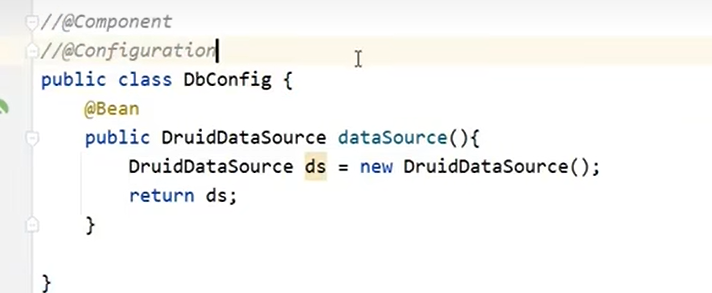 //@Component
//@Configuration
public class DbConfig {
    @Bean
    public DruidDataSource dataSource(){
        DruidDataSource ds = new DruidDataSource();
        return ds;
    }
}